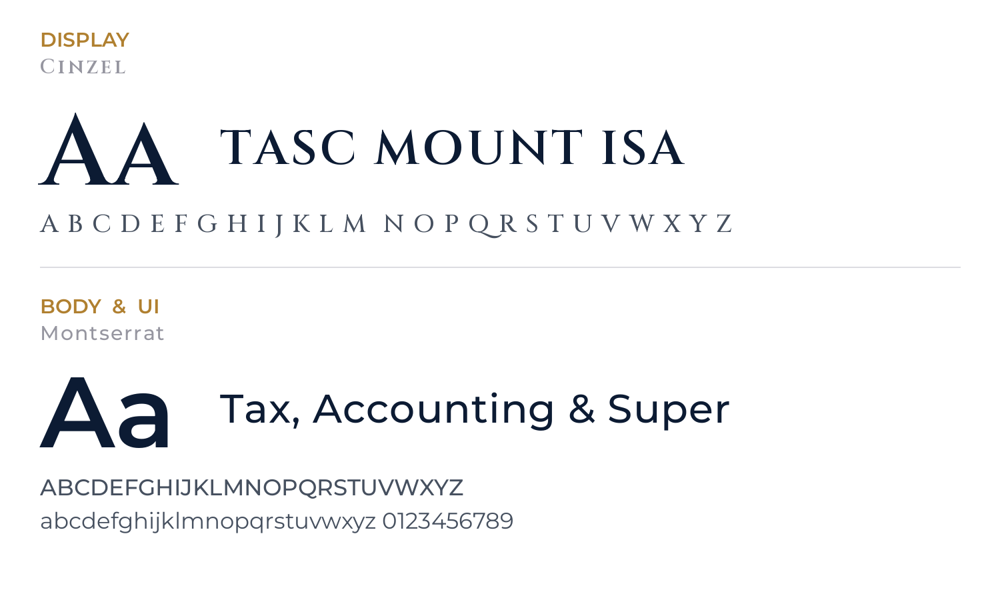 DISPLAY
CINZEL
AA
TASC MOUNT ISA
A B C D E F G H I J K L M N O P Q R S T U V W X Y Z
BODY & UI
Montserrat
Aa
Tax, Accounting & Super
ABCDEFGHIJKLMNOPQRSTUVWXYZ
abcdefghijklmnopqrstuvwxyz 0123456789